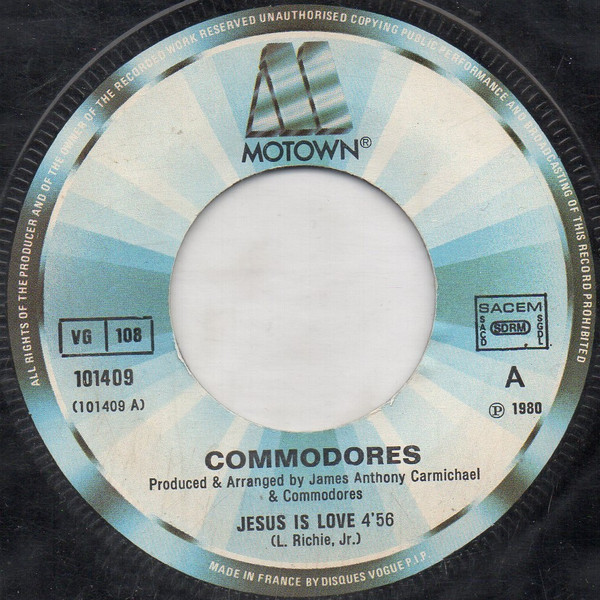 ALL RIGHTS OF THE PRODUCER AND OF THE OWNER OF THE RECORDED WORK RESERVED UNAUTHORISED COPYING PUBLIC PERFORMANCE AND BROADCASTING OF THIS RECORD PROHIBITED
MOTOWN®
VG 108
101409
(101409 A)
SACEM
SACD SDRM SGDL
A
Ⓟ 1980
COMMODORES
Produced & Arranged by James Anthony Carmichael
& Commodores
JESUS IS LOVE 4'56
(L. Richie, Jr.)
MADE IN FRANCE BY DISQUES VOGUE P.I.P.